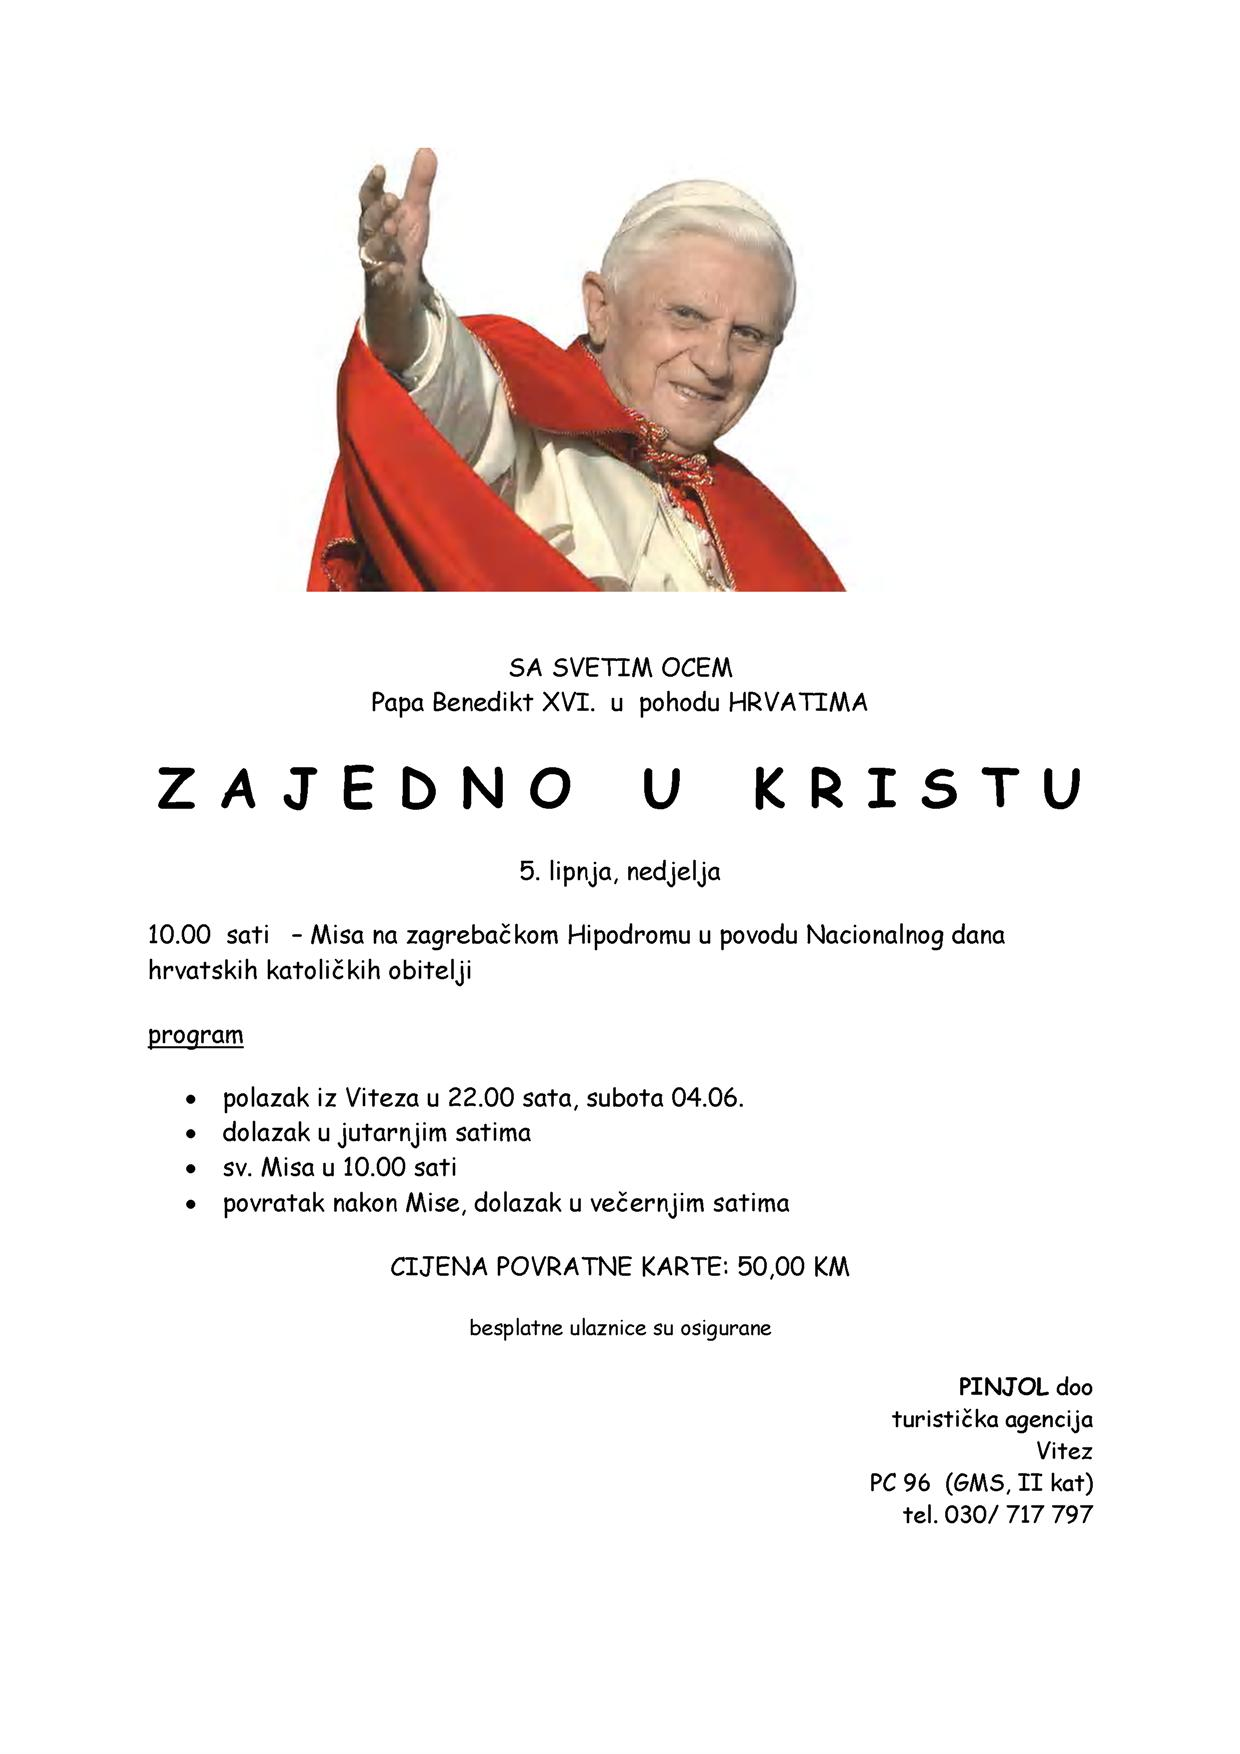 SA SVETIM OCEM
Papa Benedikt XVI. u pohodu HRVATIMA
ZAJEDNO U KRISTU
5. lipnja, nedjelja
10.00 sati – Misa na zagrebačkom Hipodromu u povodu Nacionalnog dana
hrvatskih katoličkih obitelji
program
• polazak iz Viteza u 22.00 sata, subota 04.06.
• dolazak u jutarnjim satima
• sv. Misa u 10.00 sati
• povratak nakon Mise, dolazak u večernjim satima
CIJENA POVRATNE KARTE: 50,00 KM
besplatne ulaznice su osigurane
PINJOL doo
turistička agencija
Vitez
PC 96 (GMS, II kat)
tel. 030/ 717 797